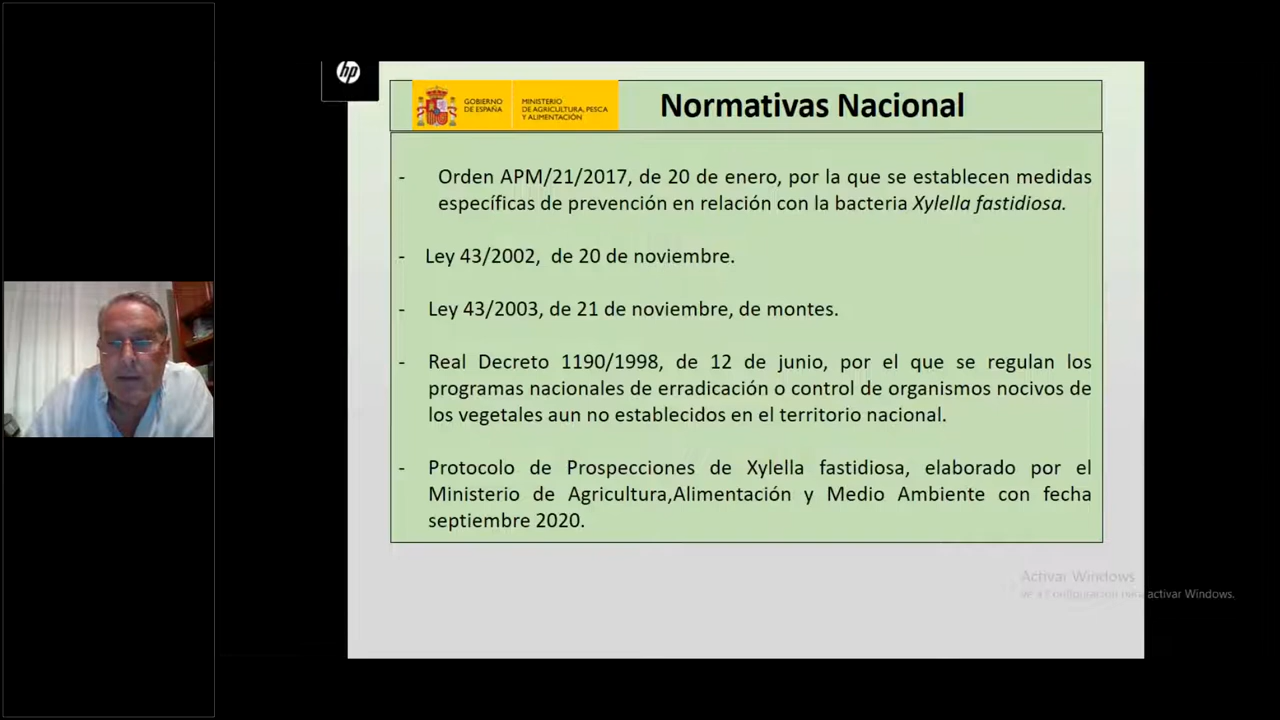 hp
GOBIERNO
DE ESPAÑA
MINISTERIO
DE AGRICULTURA, PESCA
Y ALIMENTACIÓN
Normativas Nacional
- Orden APM/21/2017, de 20 de enero, por la que se establecen medidas
específicas de prevención en relación con la bacteria Xylella fastidiosa.
- Ley 43/2002, de 20 de noviembre.
- Ley 43/2003, de 21 de noviembre, de montes.
- Real Decreto 1190/1998, de 12 de junio, por el que se regulan los
programas nacionales de erradicación o control de organismos nocivos de
los vegetales aun no establecidos en el territorio nacional.
- Protocolo de Prospecciones de Xylella fastidiosa, elaborado por el
Ministerio de Agricultura,Alimentación y Medio Ambiente con fecha
septiembre 2020.
Activar Windows
a Configuración para activar Windows.